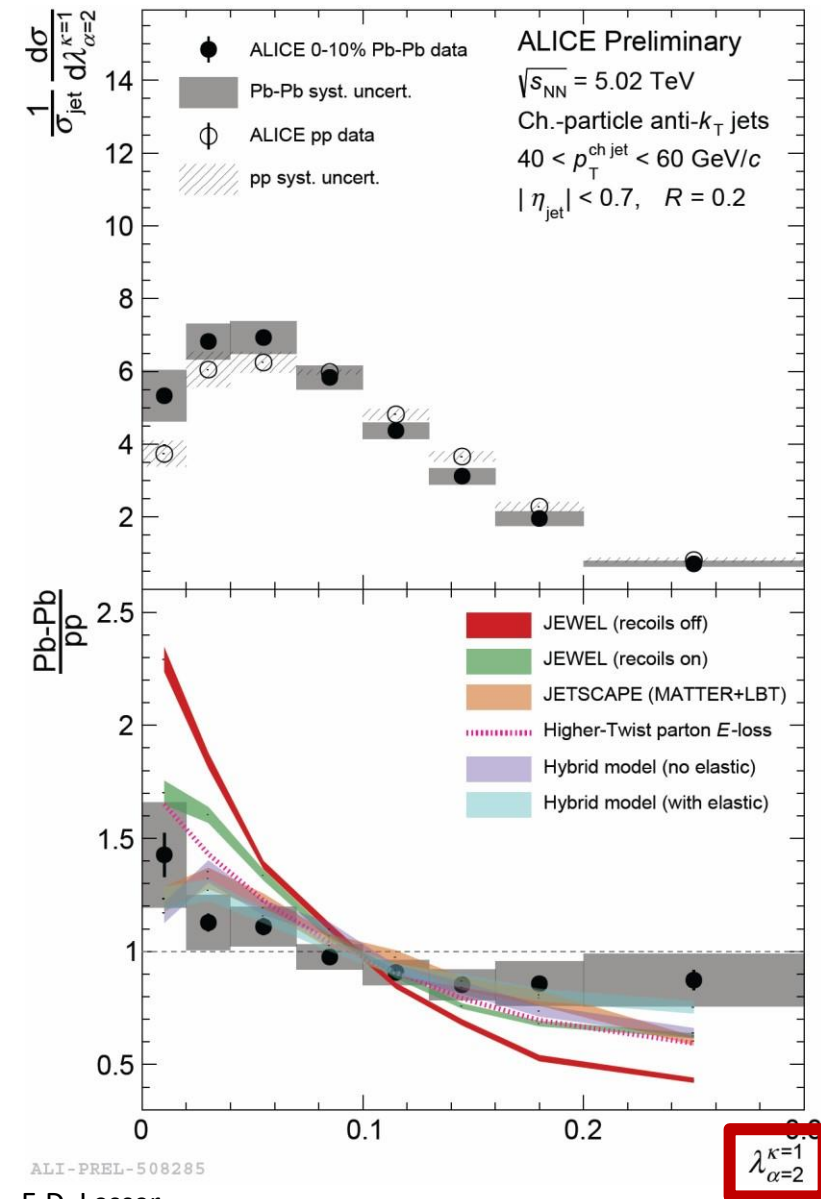 1/σ_jet dσ/dλ^{κ=1}_{α=2}
ALICE 0-10% Pb-Pb data
Pb-Pb syst. uncert.
ALICE pp data
pp syst. uncert.
ALICE Preliminary
√s_NN = 5.02 TeV
Ch.-particle anti-k_T jets
40 < p_T^{ch jet} < 60 GeV/c
| η_jet | < 0.7, R = 0.2
14
12
10
8
6
4
2
Pb-Pb/pp
2.5
2
1.5
1
0.5
JEWEL (recoils off)
JEWEL (recoils on)
JETSCAPE (MATTER+LBT)
Higher-Twist parton E-loss
Hybrid model (no elastic)
Hybrid model (with elastic)
0 0.1 0.2
λ^{κ=1}_{α=2}
ALI-PREL-508285